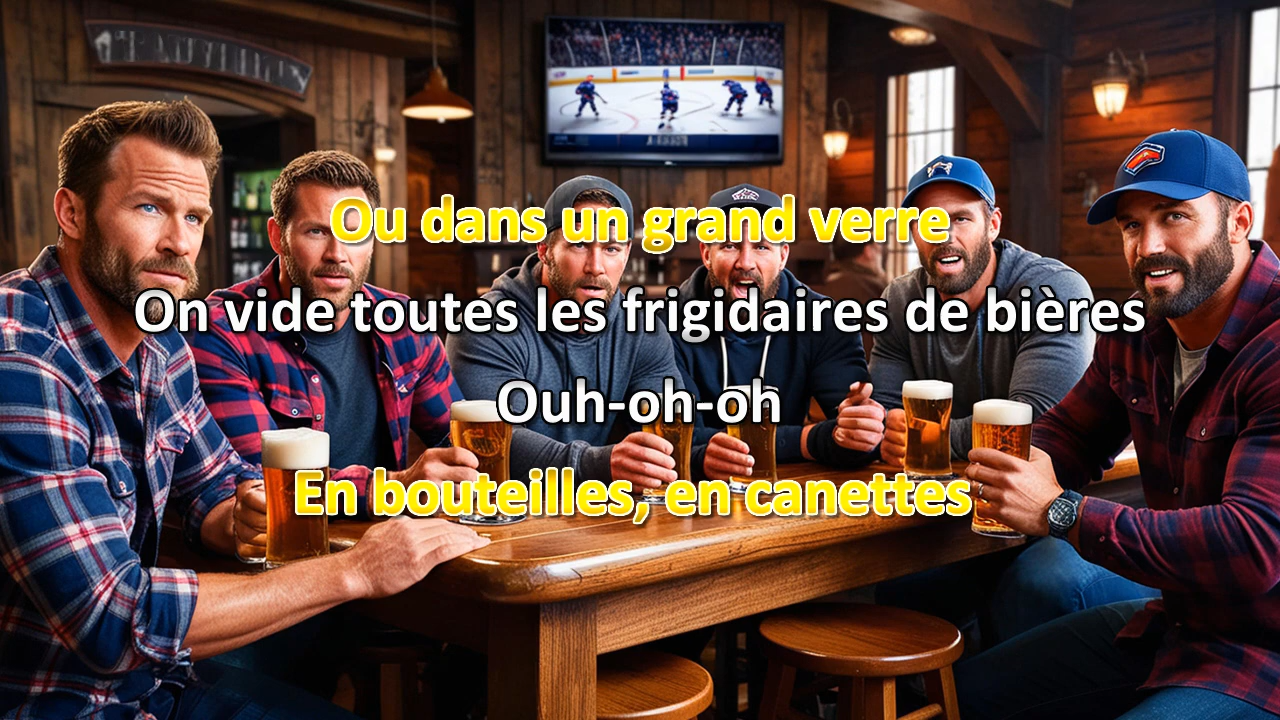 Ou dans un grand verre
On vide toutes les frigidaires de bières
Ouh-oh-oh
En bouteilles, en canettes